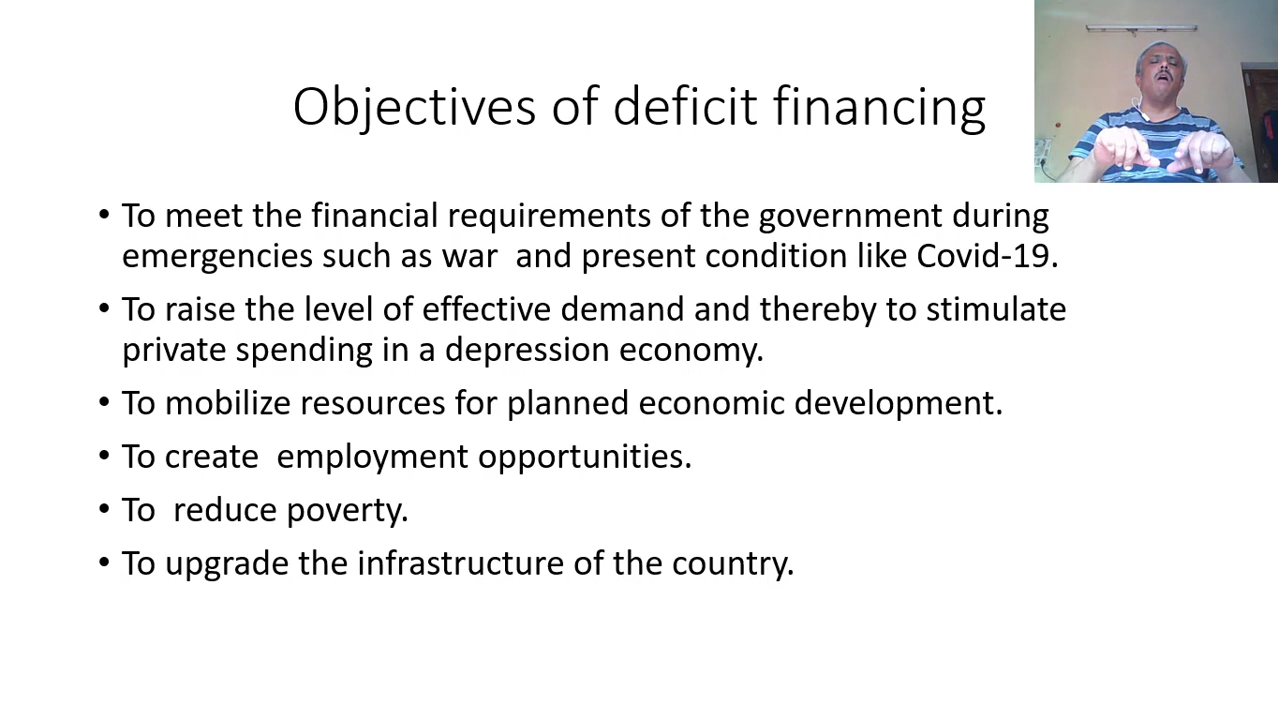 Objectives of deficit financing
• To meet the financial requirements of the government during
emergencies such as war  and present condition like Covid-19.
• To raise the level of effective demand and thereby to stimulate
private spending in a depression economy.
• To mobilize resources for planned economic development.
• To create  employment opportunities.
• To  reduce poverty.
• To upgrade the infrastructure of the country.